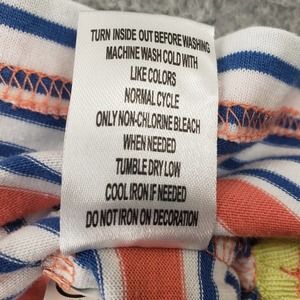 TURN INSIDE OUT BEFORE WASHING
MACHINE WASH COLD WITH
LIKE COLORS
NORMAL CYCLE
ONLY NON-CHLORINE BLEACH
WHEN NEEDED
TUMBLE DRY LOW
COOL IRON IF NEEDED
DO NOT IRON ON DECORATION